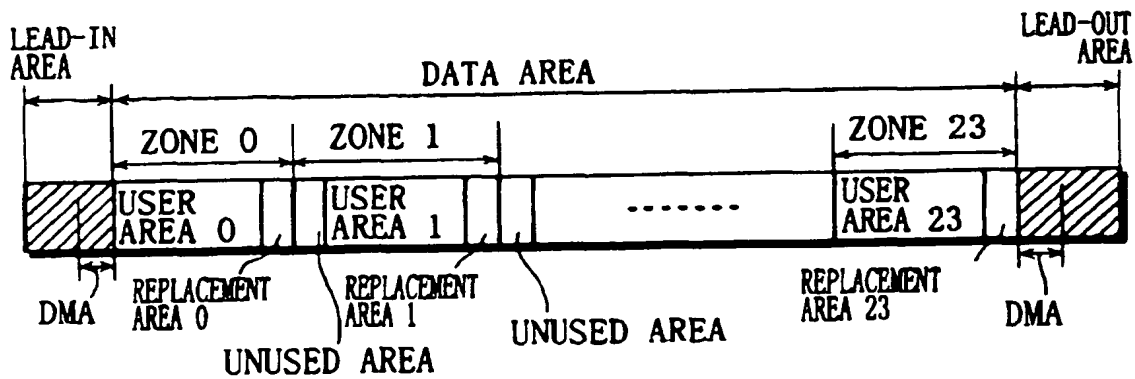 LEAD-IN
AREA
LEAD-OUT
AREA
DATA AREA
ZONE 0
ZONE 1
ZONE 23
USER
AREA 0
USER
AREA 1
-------
USER
AREA 23
DMA
REPLACEMENT
AREA 0
REPLACEMENT
AREA 1
REPLACEMENT
AREA 23
DMA
UNUSED AREA
UNUSED AREA